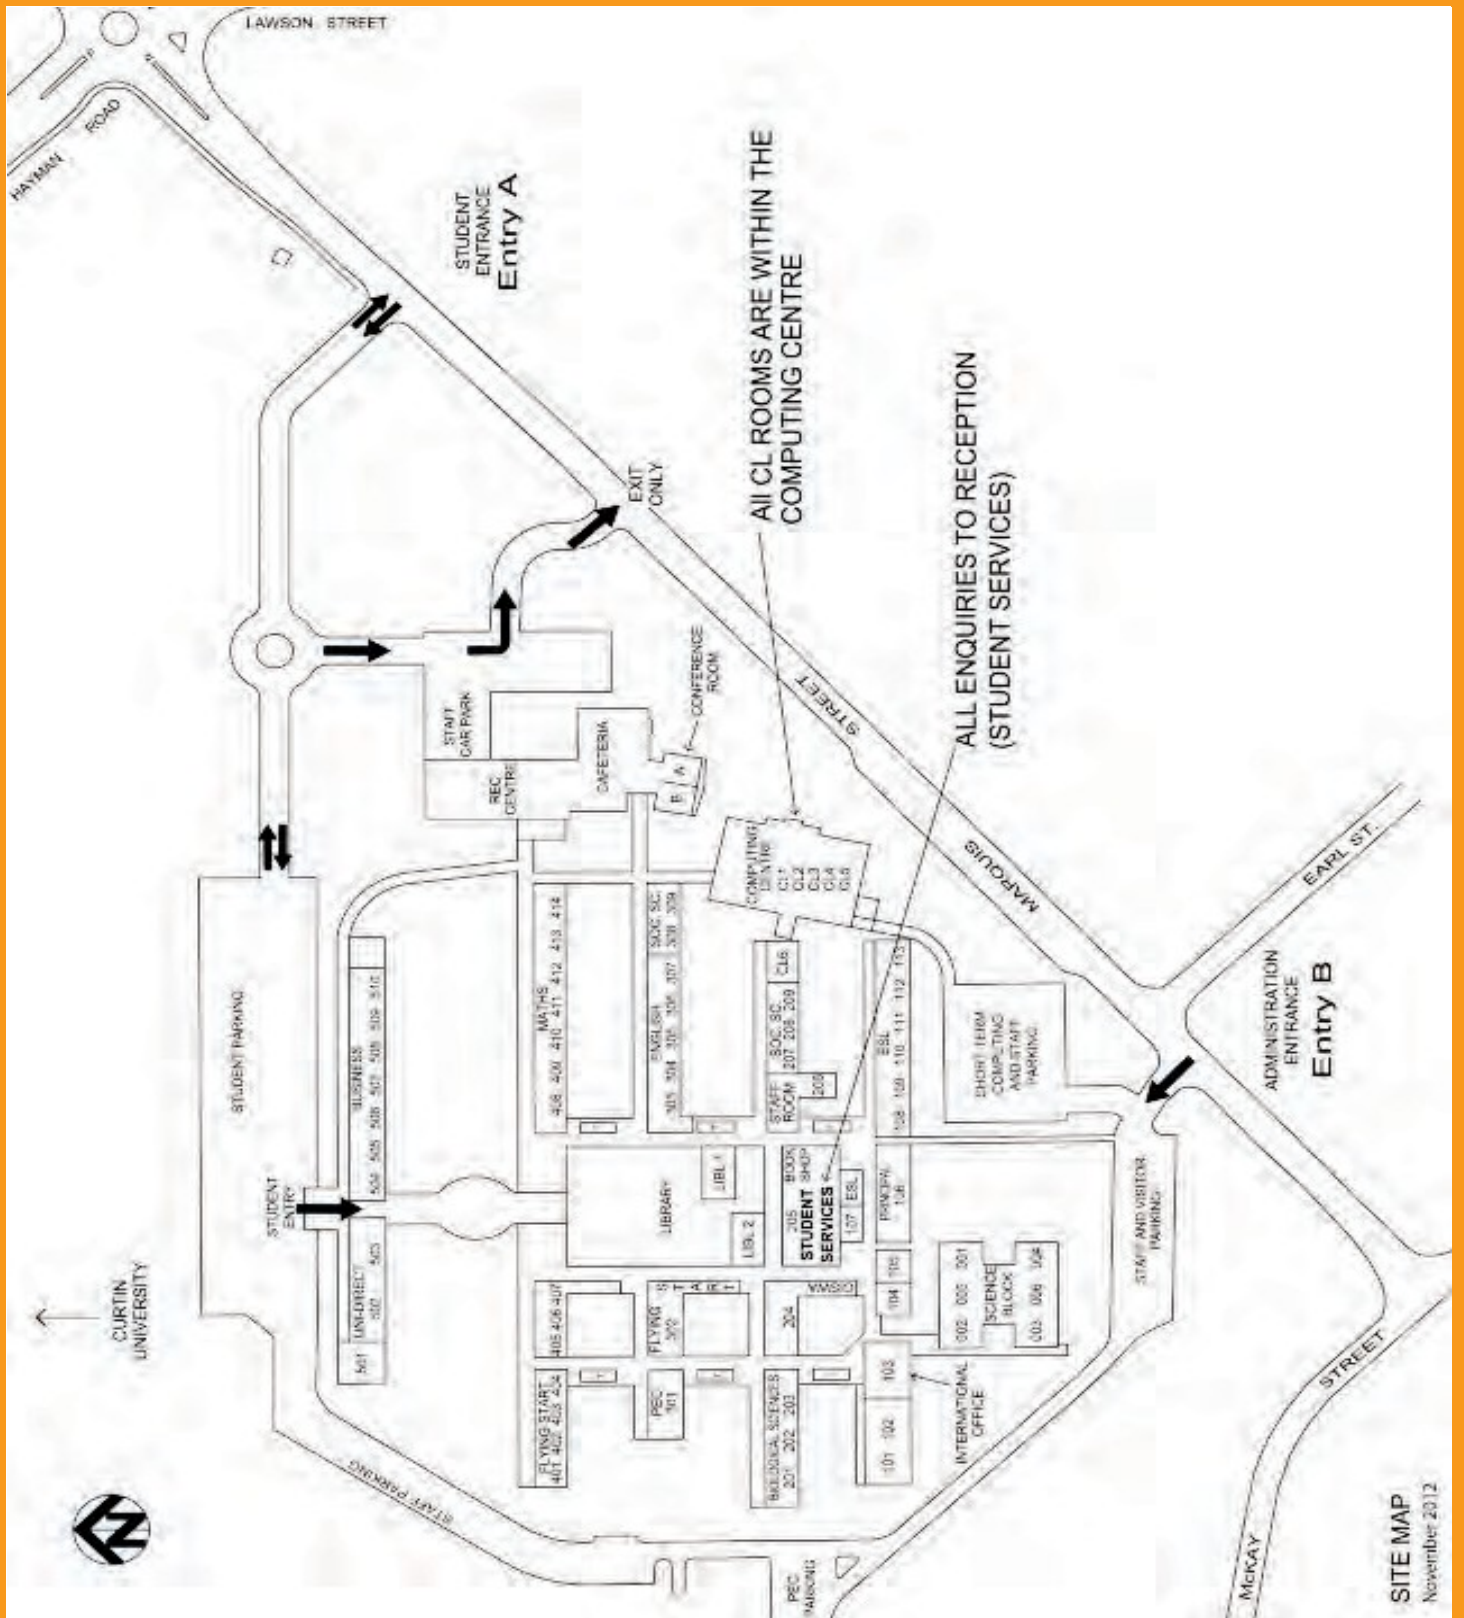 LAWSON STREET
HAYMAN ROAD
STUDENT
ENTRANCE
Entry A
All CL ROOMS ARE WITHIN THE
COMPUTING CENTRE
ALL ENQUIRIES TO RECEPTION
(STUDENT SERVICES)
EXIT
ONLY
STAFF
CAR PARK
REC
CENTRE
CAFETERIA
CONFERENCE
ROOM
B A
COMPUTING
CENTRE
CL1
CL2
CL3
CL4
CL5
MARQUIS STREET
EARL ST.
ADMINISTRATION
ENTRANCE
Entry B
STUDENT PARKING
BUSINESS
504 505 506 507 508 509 510
MATHS
408 409 410 411 412 413 414
ENGLISH
303 304 305 306 307
SOC. SC.
308 309
SOC. SC.
207 208 209
CL6
STAFF
ROOM
ESL
108 109 110 111 112 113
SHORT TERM
COMPUTING
AND STAFF
PARKING
STUDENT
ENTRY
UNI-DIRECT
501 502 503
LIBRARY
LIBL 1
LIBL 2
BOOK
SHOP
205
STUDENT
SERVICES
107 ESL
PRINCIPAL
106
104 105
STAFF AND VISITOR
PARKING
002 005 001
SCIENCE
BLOCK
003 006 004
405 406 407
FLYING
302
START
204
OISWA
FLYING START
401 402 403 404
PEC
301
BIOLOGICAL SCIENCES
201 202 203
101 102
103
INTERNATIONAL
OFFICE
CURTIN
UNIVERSITY
STAFF PARKING
PEC
PARKING
N
McKAY STREET
SITE MAP
November 2012